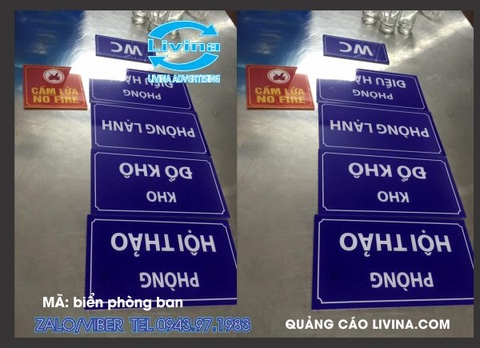 Livina
LIVINA ADVERTISING
WC
CẤM LỬA
NO FIRE
PHÒNG
ĐIỀU HÀ
PHÒNG LẠNH
KHO
ĐỒ KHÔ
PHÒNG
HỘI THẢO
WC
CẤM LỬA
NO FIRE
PHÒNG
ĐIỀU HÀ
PHÒNG LẠNH
KHO
ĐỒ KHÔ
PHÒNG
HỘI THẢO
MÃ: biển phòng ban
ZALO/VIBER TEL 0943.97.1983
QUẢNG CÁO LIVINA.COM